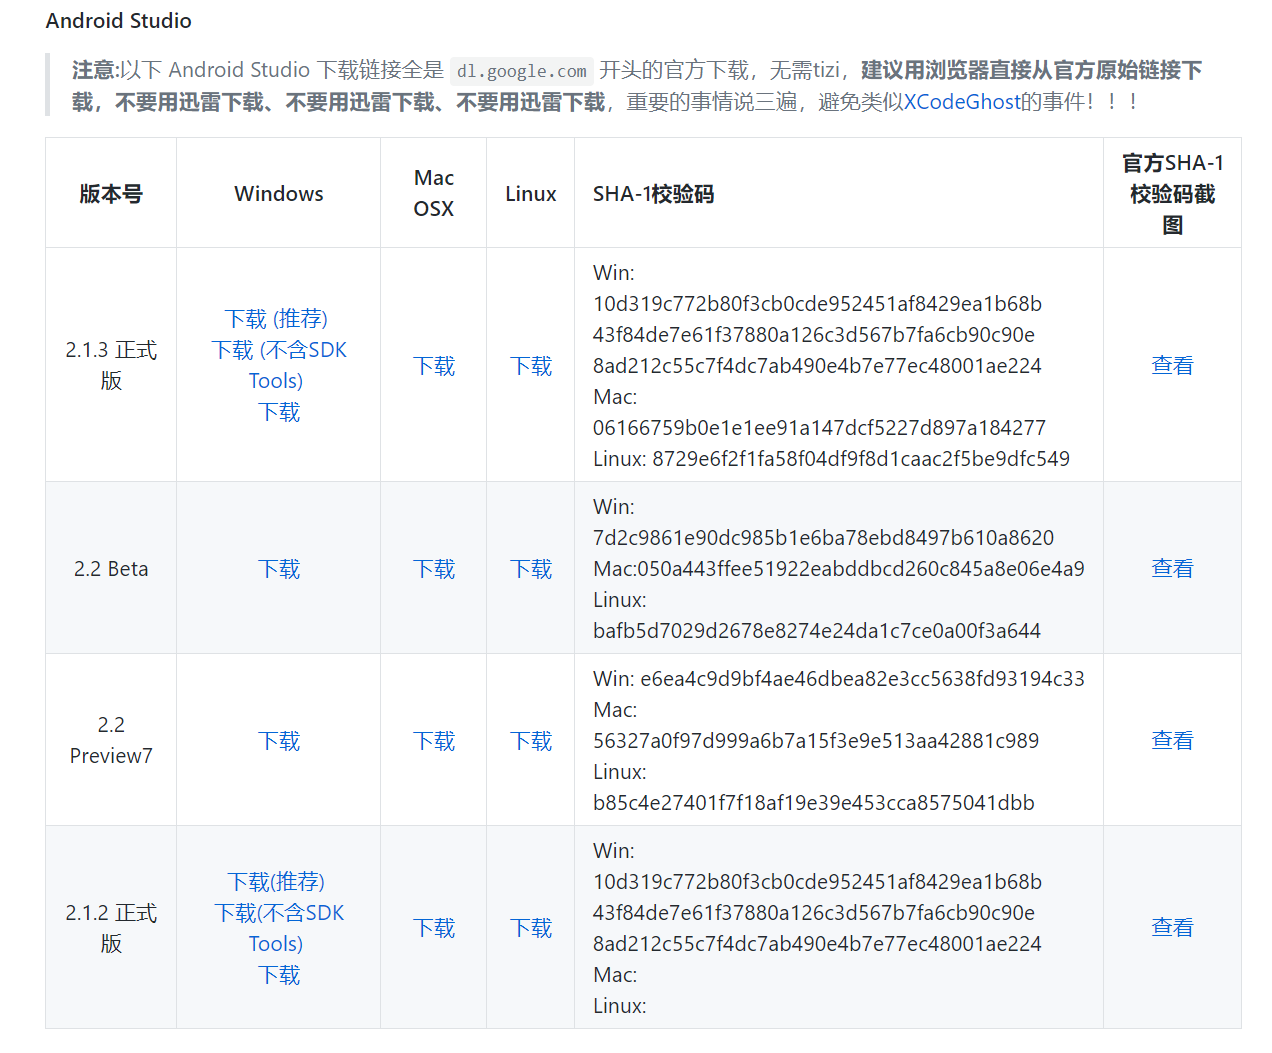 Android Studio
注意:以下 Android Studio 下载链接全是 dl.google.com 开头的官方下载，无需tizi，建议用浏览器直接从官方原始链接下
载，不要用迅雷下载、不要用迅雷下载、不要用迅雷下载，重要的事情说三遍，避免类似XCodeGhost的事件！！！
版本号
Windows
Mac
OSX
Linux
SHA-1校验码
官方SHA-1
校验码截
图
2.1.3 正式
版
下载 (推荐)
下载 (不含SDK
Tools)
下载
下载
下载
Win:
10d319c772b80f3cb0cde952451af8429ea1b68b
43f84de7e61f37880a126c3d567b7fa6cb90c90e
8ad212c55c7f4dc7ab490e4b7e77ec48001ae224
Mac:
06166759b0e1e1ee91a147dcf5227d897a184277
Linux: 8729e6f2f1fa58f04df9f8d1caac2f5be9dfc549
查看
2.2 Beta
下载
下载
下载
Win:
7d2c9861e90dc985b1e6ba78ebd8497b610a8620
Mac:050a443ffee51922eabddbcd260c845a8e06e4a9
Linux:
bafb5d7029d2678e8274e24da1c7ce0a00f3a644
查看
2.2
Preview7
下载
下载
下载
Win: e6ea4c9d9bf4ae46dbea82e3cc5638fd93194c33
Mac:
56327a0f97d999a6b7a15f3e9e513aa42881c989
Linux:
b85c4e27401f7f18af19e39e453cca8575041dbb
查看
2.1.2 正式
版
下载(推荐)
下载(不含SDK
Tools)
下载
下载
下载
Win:
10d319c772b80f3cb0cde952451af8429ea1b68b
43f84de7e61f37880a126c3d567b7fa6cb90c90e
8ad212c55c7f4dc7ab490e4b7e77ec48001ae224
Mac:
Linux:
查看